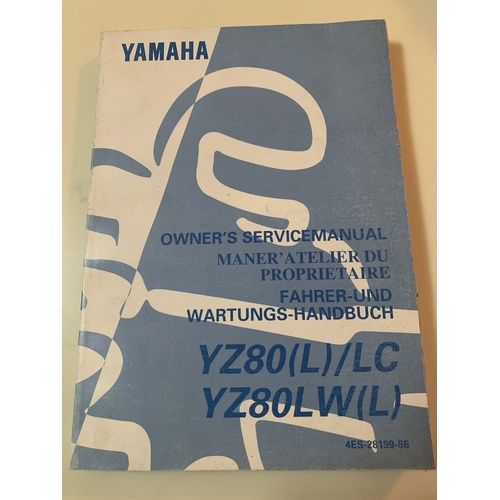 YAMAHA
OWNER'S SERVICEMANUAL
MANER'ATELIER DU
PROPRIETAIRE
FAHRER-UND
WARTUNGS-HANDBUCH
YZ80(L)/LC
YZ80LW(L)
4ES-28199-86